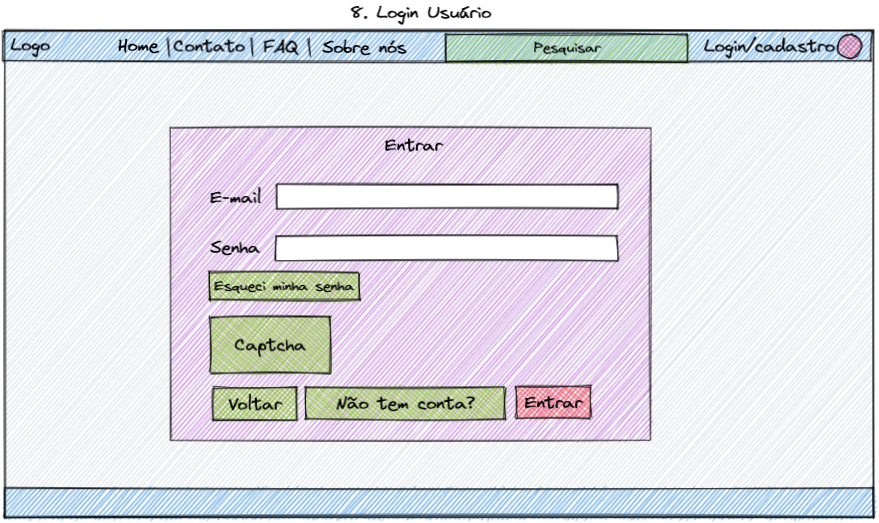 8. Login Usuário
Logo Home | Contato | FAQ | Sobre nós Pesquisar Login/cadastro
Entrar
E-mail
Senha
Esqueci minha senha
Captcha
Voltar Não tem conta? Entrar